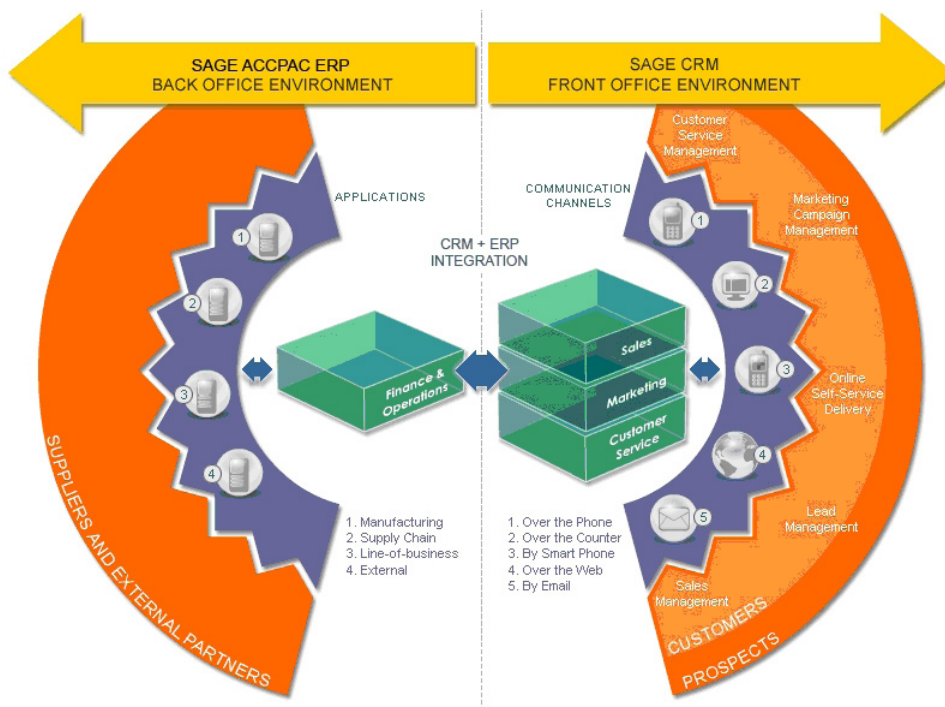 SAGE ACCPAC ERP
BACK OFFICE ENVIRONMENT
SAGE CRM
FRONT OFFICE ENVIRONMENT
APPLICATIONS
COMMUNICATION
CHANNELS
CRM + ERP
INTEGRATION
Customer
Service
Management
Marketing
Campaign
Management
Online
Self-Service
Delivery
Lead
Management
Sales
Management
1
2
3
4
1
2
3
4
5
Finance &
Operations
Sales
Marketing
Customer
Service
1. Manufacturing
2. Supply Chain
3. Line-of-business
4. External
1. Over the Phone
2. Over the Counter
3. By Smart Phone
4. Over the Web
5. By Email
SUPPLIERS AND EXTERNAL PARTNERS
CUSTOMERS
PROSPECTS